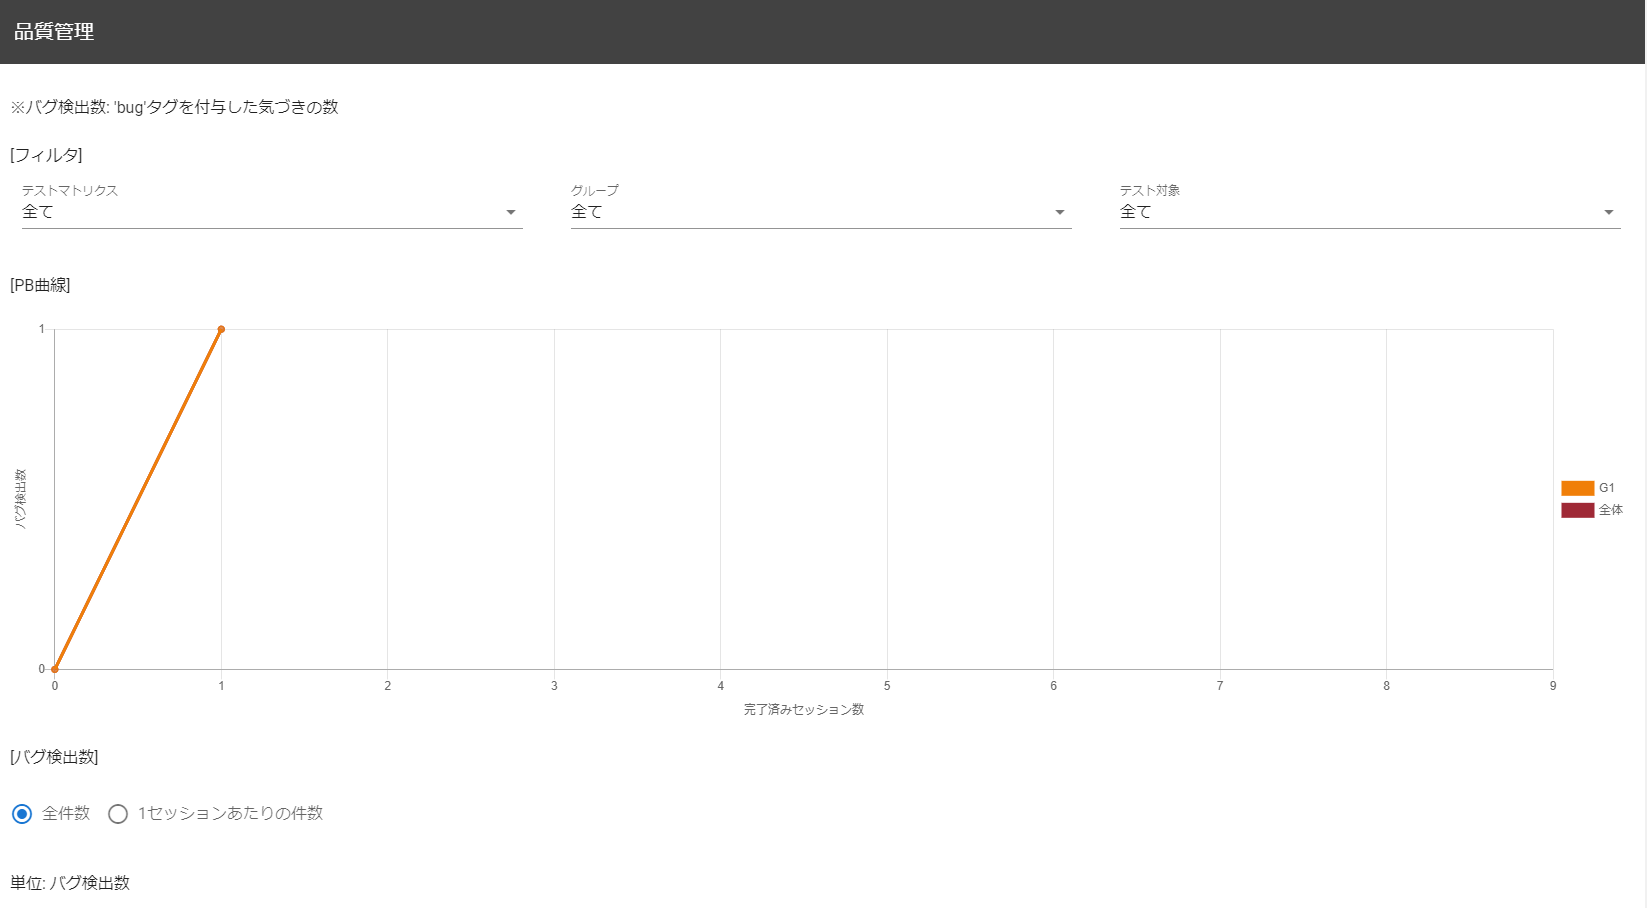 品質管理
※バグ検出数: 'bug'タグを付与した気づきの数
[フィルタ]
テストマトリクス
全て
グループ
全て
テスト対象
全て
[PB曲線]
1
0
バグ検出数
0 1 2 3 4 5 6 7 8 9
完了済みセッション数
G1
全体
[バグ検出数]
全件数 1セッションあたりの件数
単位: バグ検出数